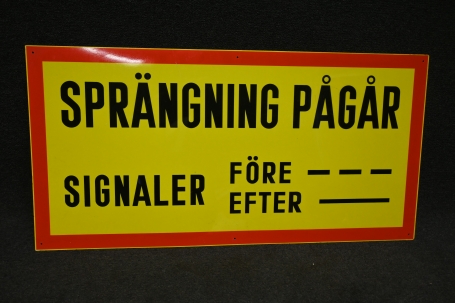 SPRÄNGNING PÅGÅR
SIGNALER FÖRE — — —
EFTER ———